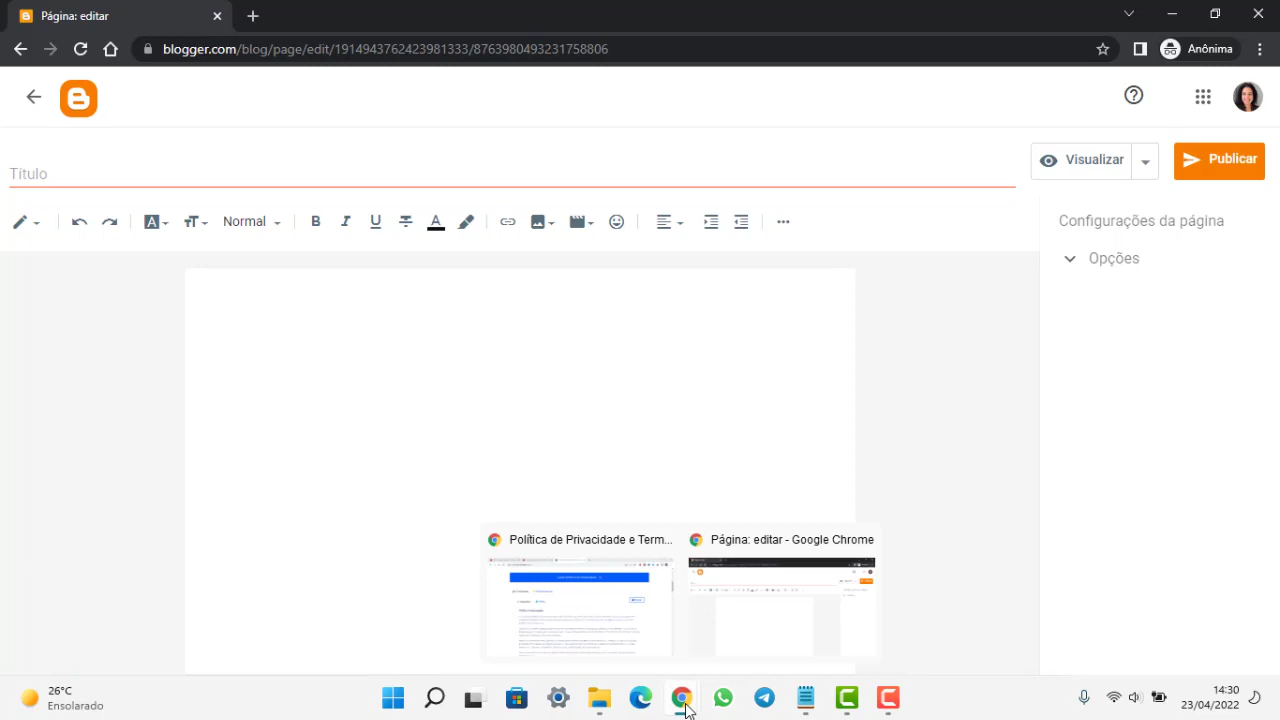 Página: editar
blogger.com/blog/page/edit/1914943762423981333/8763980493231758806
Anônima
Título
Visualizar
Publicar
Normal
B I U A
Configurações da página
Opções
Política de Privacidade e Term...
Página: editar - Google Chrome
26°C
Ensolarado
14:30
23/04/2022